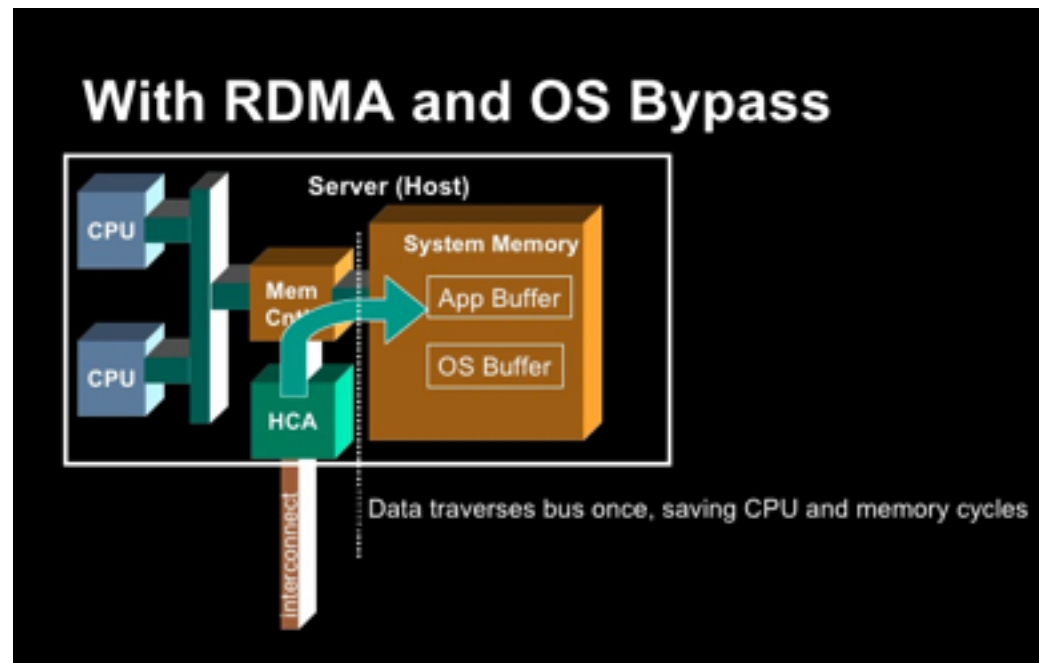 With RDMA and OS Bypass
Server (Host)
CPU
System Memory
Mem
App Buffer
CPU
OS Buffer
HCA
interconnect
Data traverses bus once, saving CPU and memory cycles